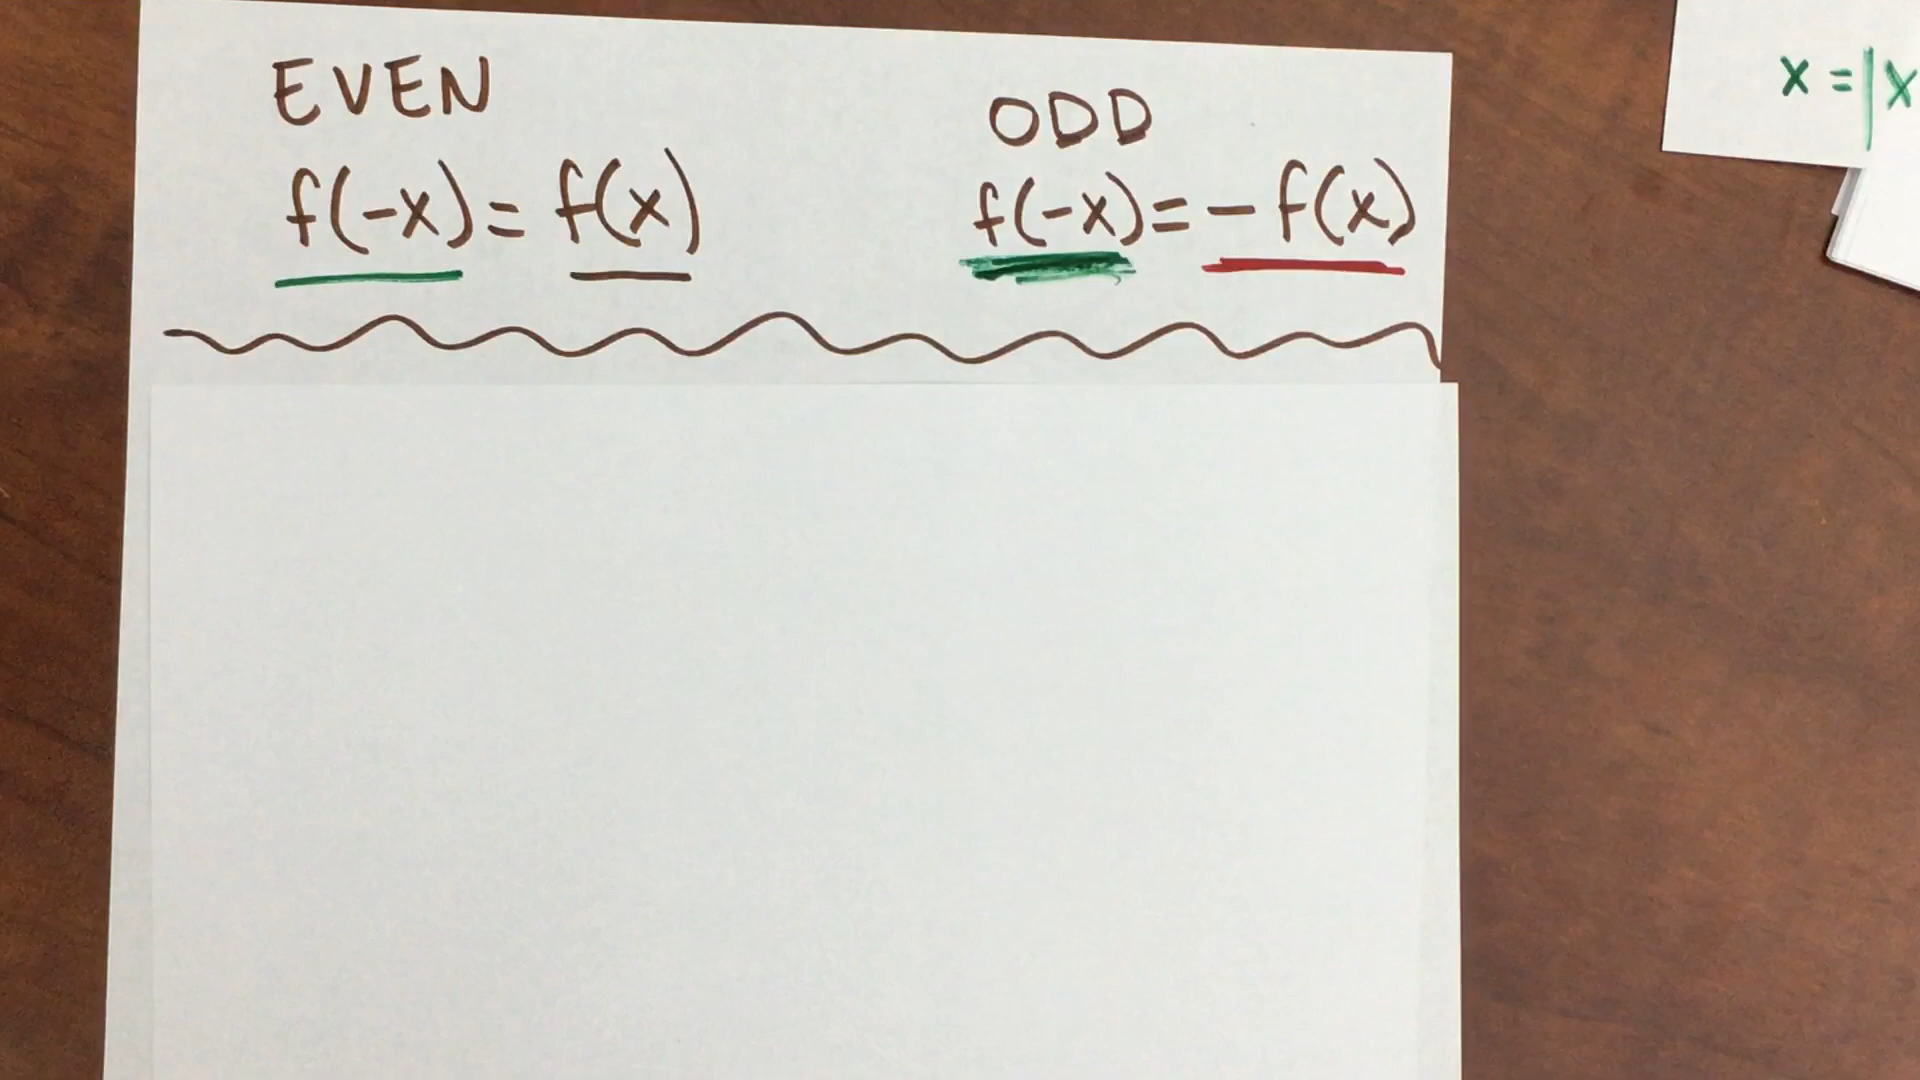 EVEN
f(-x) = f(x)
ODD
f(-x) = -f(x)
x = |x